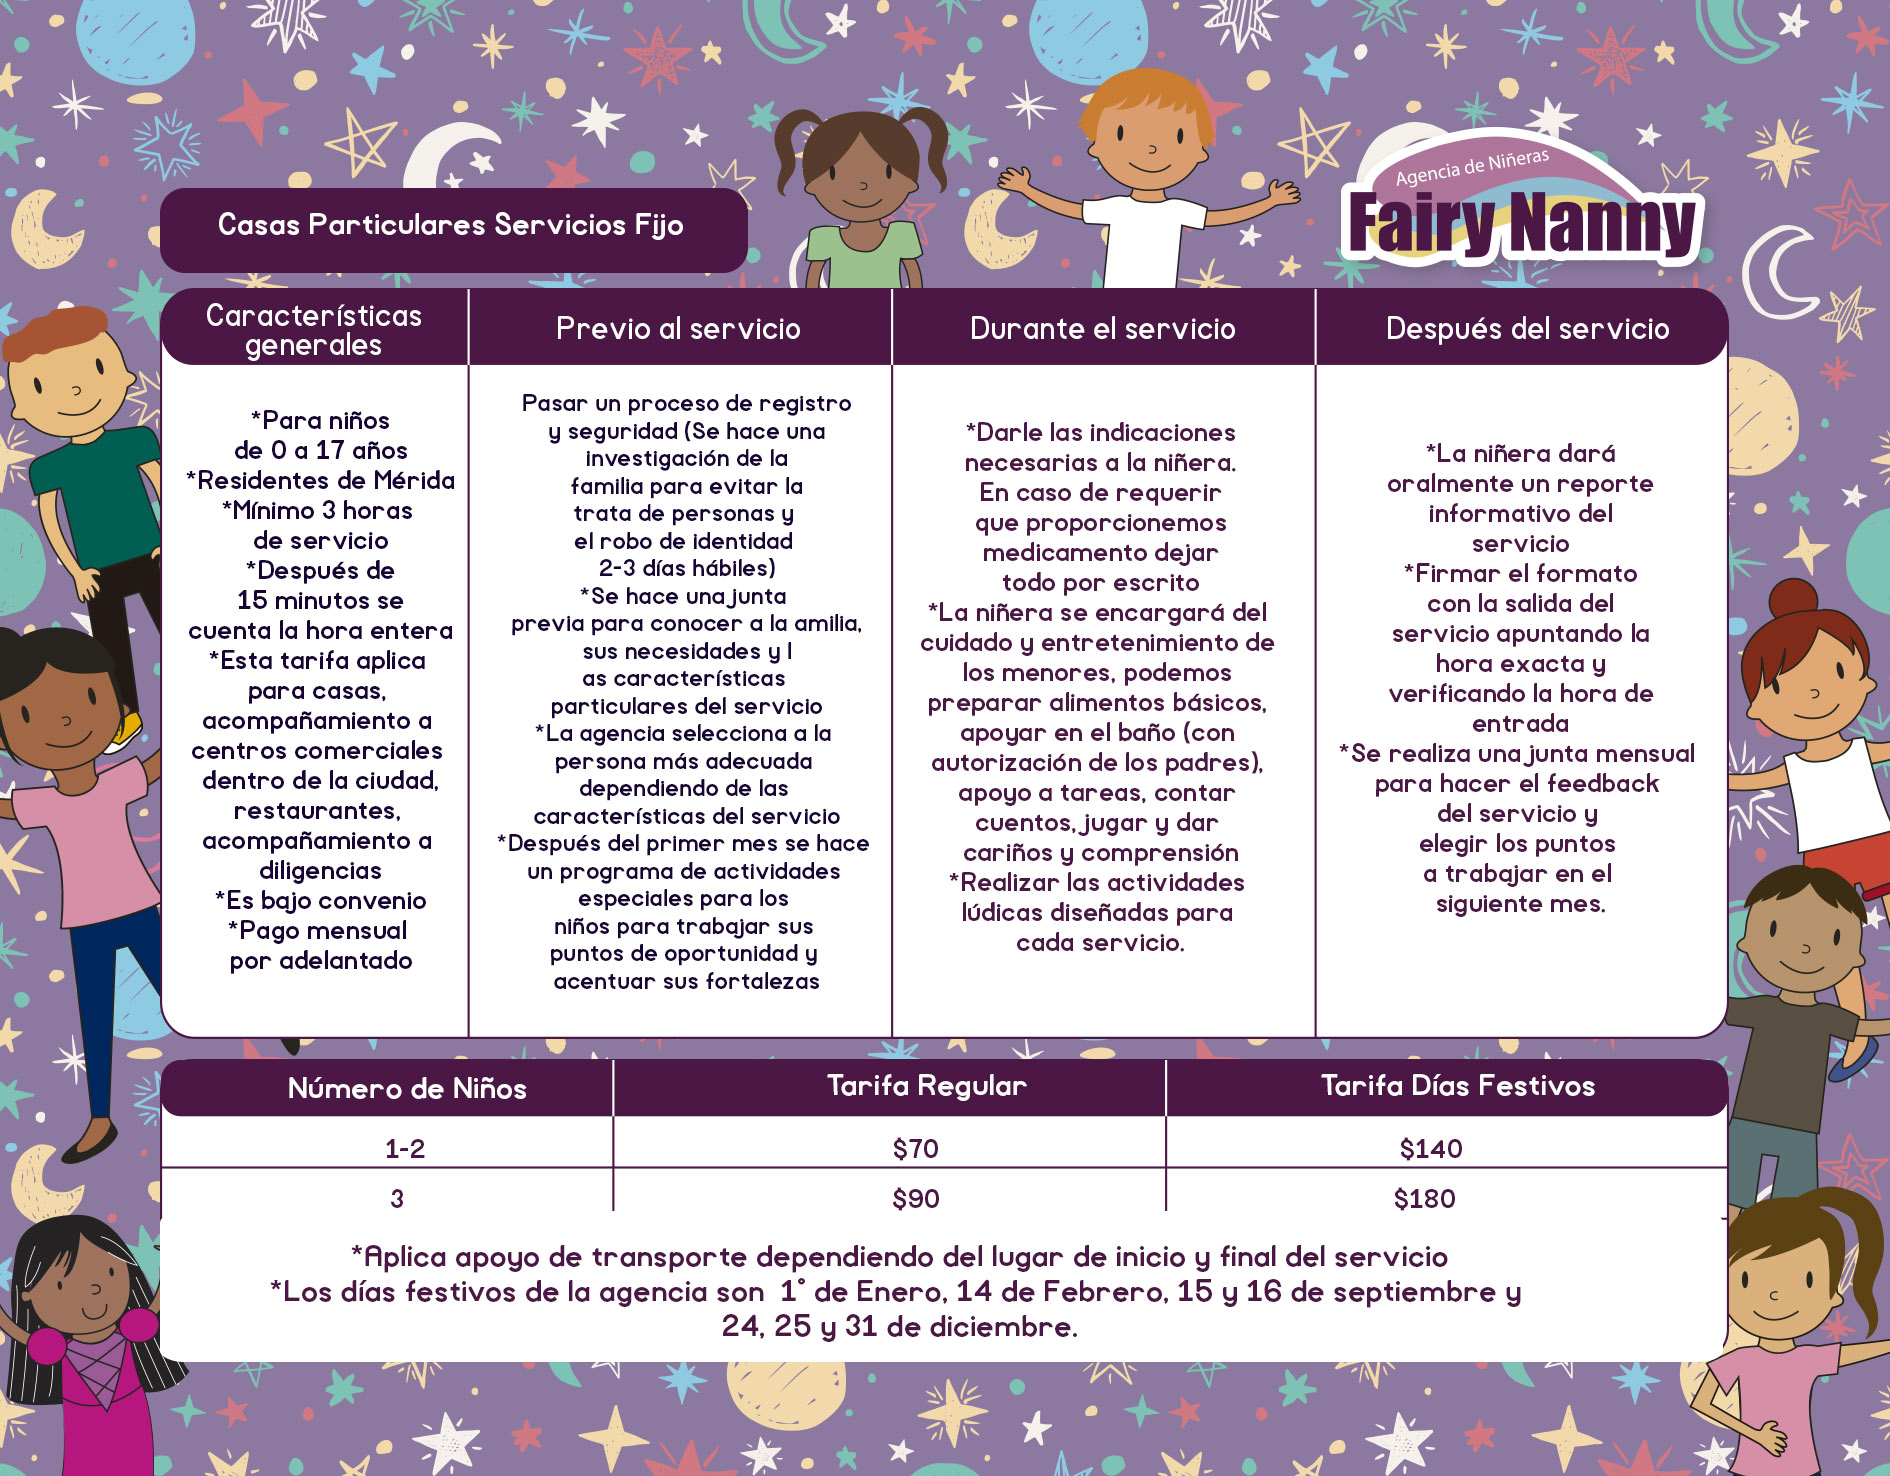 Agencia de Niñeras
Fairy Nanny
Casas Particulares Servicios Fijo
Características
generales
*Para niños
de 0 a 17 años
*Residentes de Mérida
*Mínimo 3 horas
de servicio
*Después de
15 minutos se
cuenta la hora entera
*Esta tarifa aplica
para casas,
acompañamiento a
centros comerciales
dentro de la ciudad,
restaurantes,
acompañamiento a
diligencias
*Es bajo convenio
*Pago mensual
por adelantado
Previo al servicio
Pasar un proceso de registro
y seguridad (Se hace una
investigación de la
familia para evitar la
trata de personas y
el robo de identidad
2-3 días hábiles)
*Se hace una junta
previa para conocer a la amilia,
sus necesidades y l
as características
particulares del servicio
*La agencia selecciona a la
persona más adecuada
dependiendo de las
características del servicio
*Después del primer mes se hace
un programa de actividades
especiales para los
niños para trabajar sus
puntos de oportunidad y
acentuar sus fortalezas
Durante el servicio
*Darle las indicaciones
necesarias a la niñera.
En caso de requerir
que proporcionemos
medicamento dejar
todo por escrito
*La niñera se encargará del
cuidado y entretenimiento de
los menores, podemos
preparar alimentos básicos,
apoyar en el baño (con
autorización de los padres),
apoyo a tareas, contar
cuentos, jugar y dar
cariños y comprensión
*Realizar las actividades
lúdicas diseñadas para
cada servicio.
Después del servicio
*La niñera dará
oralmente un reporte
informativo del
servicio
*Firmar el formato
con la salida del
servicio apuntando la
hora exacta y
verificando la hora de
entrada
*Se realiza una junta mensual
para hacer el feedback
del servicio y
elegir los puntos
a trabajar en el
siguiente mes.
Número de Niños Tarifa Regular Tarifa Días Festivos
1-2 $70 $140
3 $90 $180
*Aplica apoyo de transporte dependiendo del lugar de inicio y final del servicio
*Los días festivos de la agencia son 1° de Enero, 14 de Febrero, 15 y 16 de septiembre y
24, 25 y 31 de diciembre.